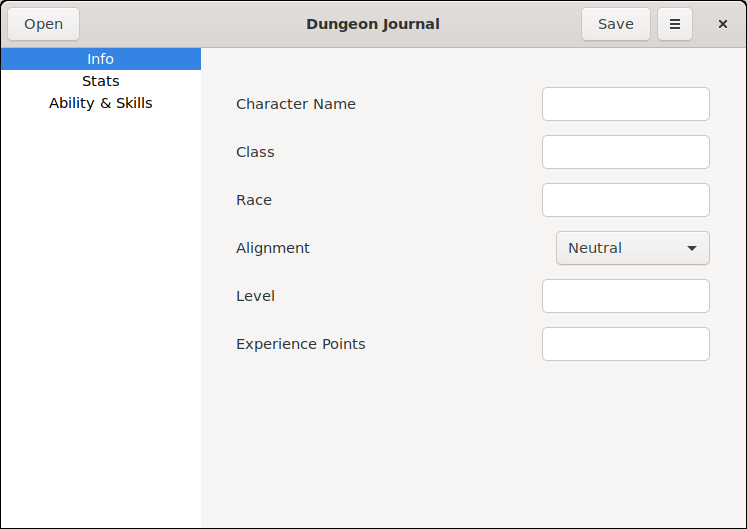 Open
Dungeon Journal
Save
Info
Stats
Ability & Skills
Character Name
Class
Race
Alignment
Neutral
Level
Experience Points